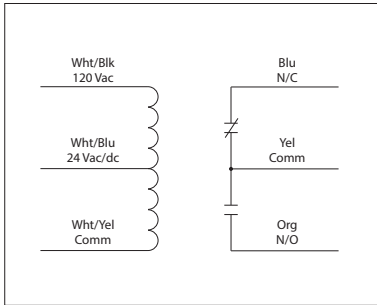 Wht/Blk
120 Vac
Wht/Blu
24 Vac/dc
Wht/Yel
Comm
Blu
N/C
Yel
Comm
Org
N/O